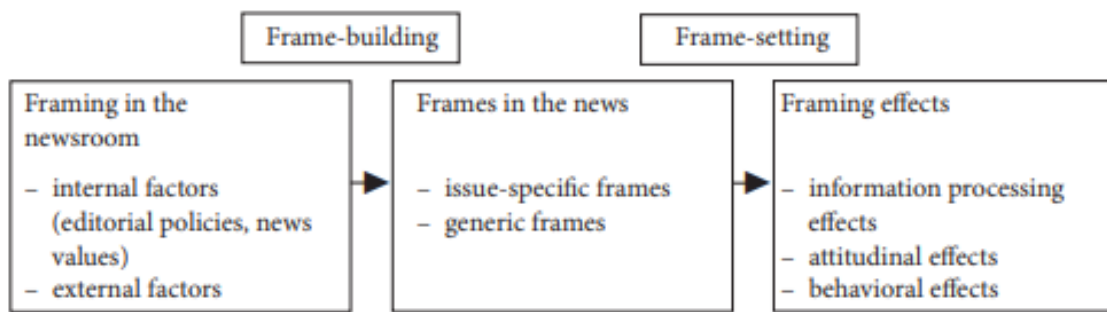 Frame-building
Frame-setting
Framing in the
newsroom
– internal factors
(editorial policies, news
values)
– external factors
Frames in the news
– issue-specific frames
– generic frames
Framing effects
– information processing
effects
– attitudinal effects
– behavioral effects